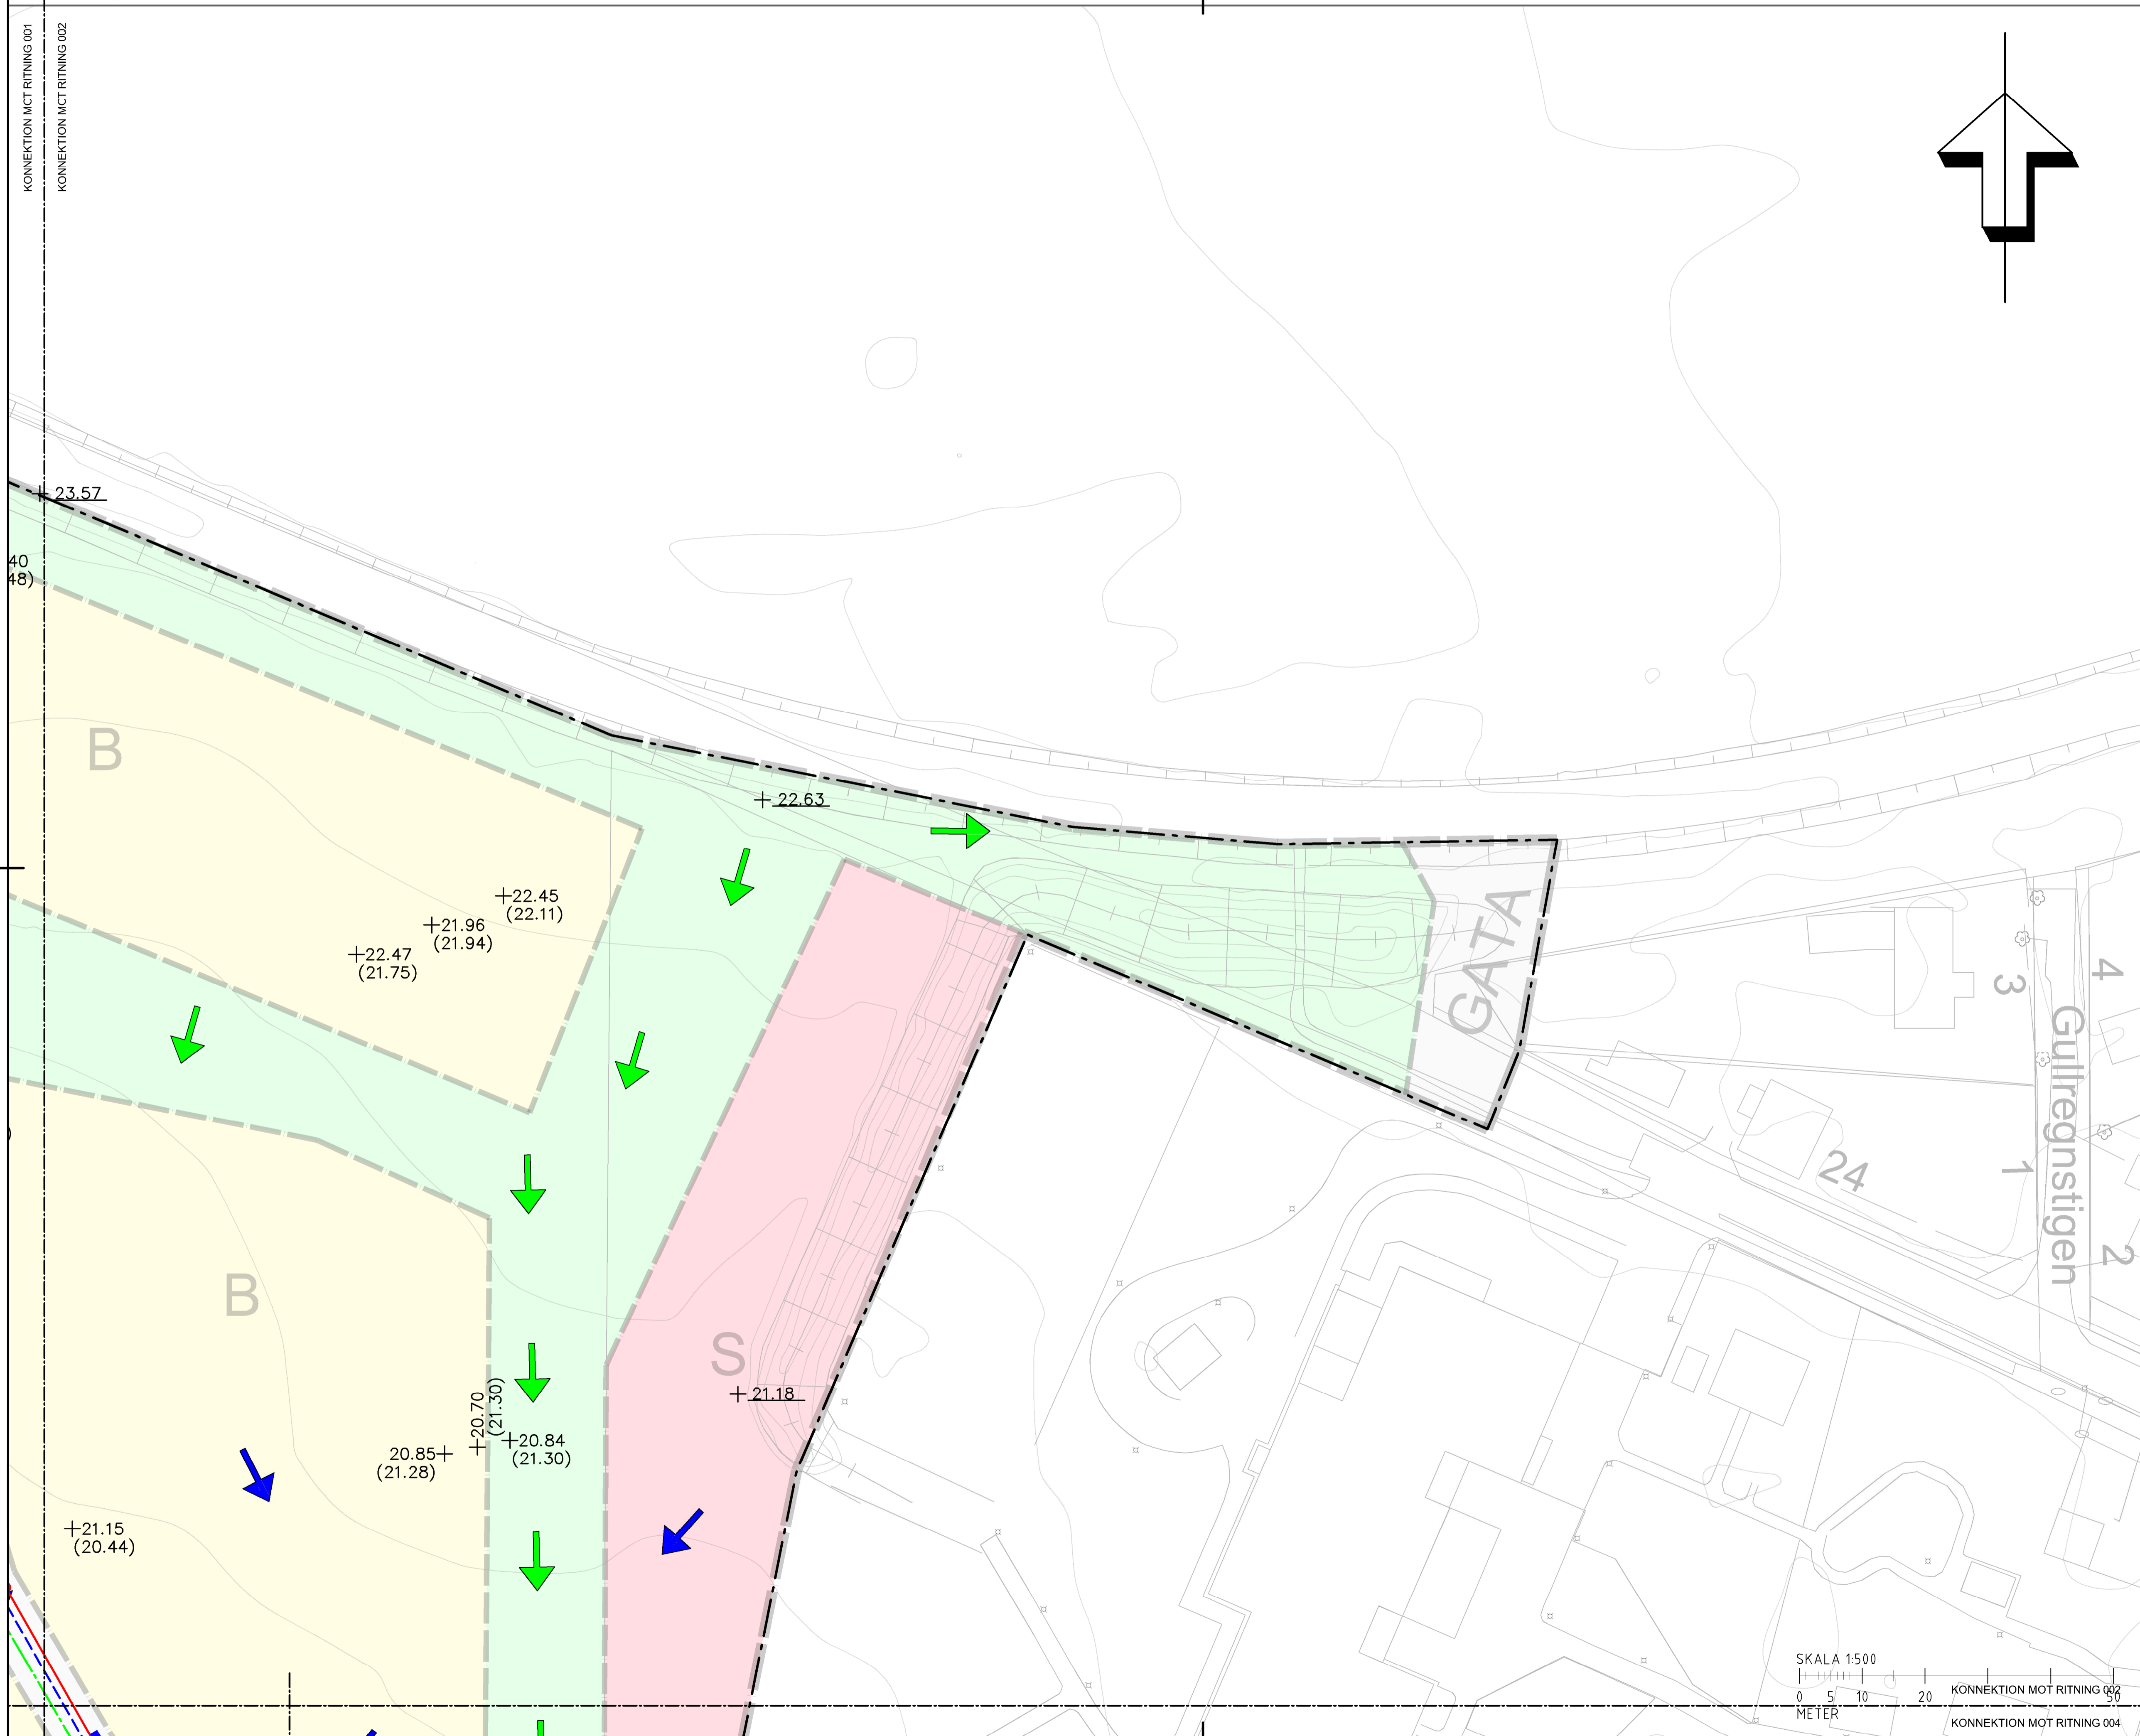 KONNEKTION MCT RITNING 001
KONNEKTION MCT RITNING 002
23.57
40
48)
B
22.63
22.45
(22.11)
21.96
(21.94)
22.47
(21.75)
GATA
3
4
Gullregnstigen
1
24
2
B
S
21.18
20.70
(21.30)
20.84
(21.30)
20.85
(21.28)
21.15
(20.44)
)
SKALA 1:500
0 5 10 20 50
METER
KONNEKTION MOT RITNING 002
KONNEKTION MOT RITNING 004